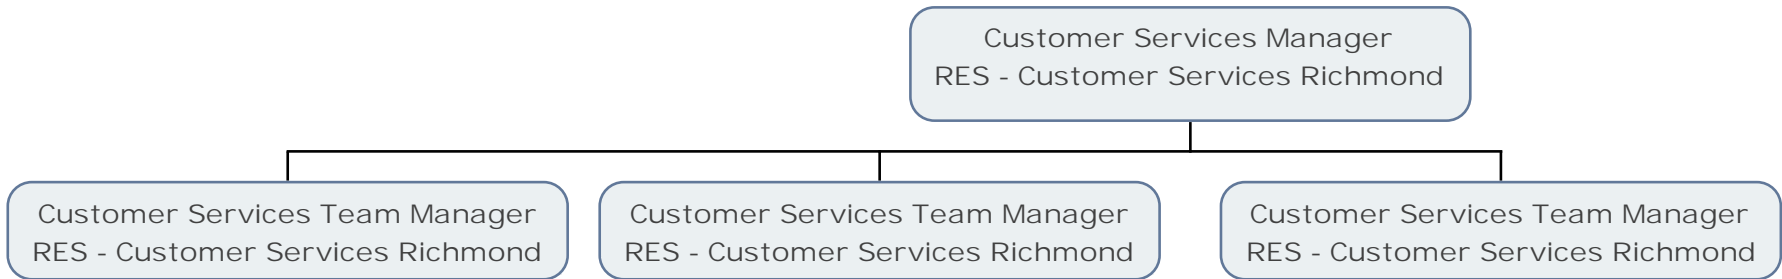 Customer Services Manager
RES - Customer Services Richmond
Customer Services Team Manager
RES - Customer Services Richmond
Customer Services Team Manager
RES - Customer Services Richmond
Customer Services Team Manager
RES - Customer Services Richmond